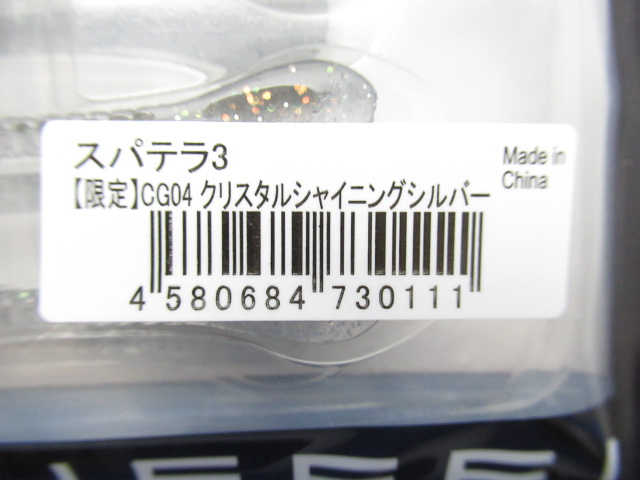 スパテラ3
【限定】CG04 クリスタルシャイニングシルバー
Made in
China
4 580684 730111